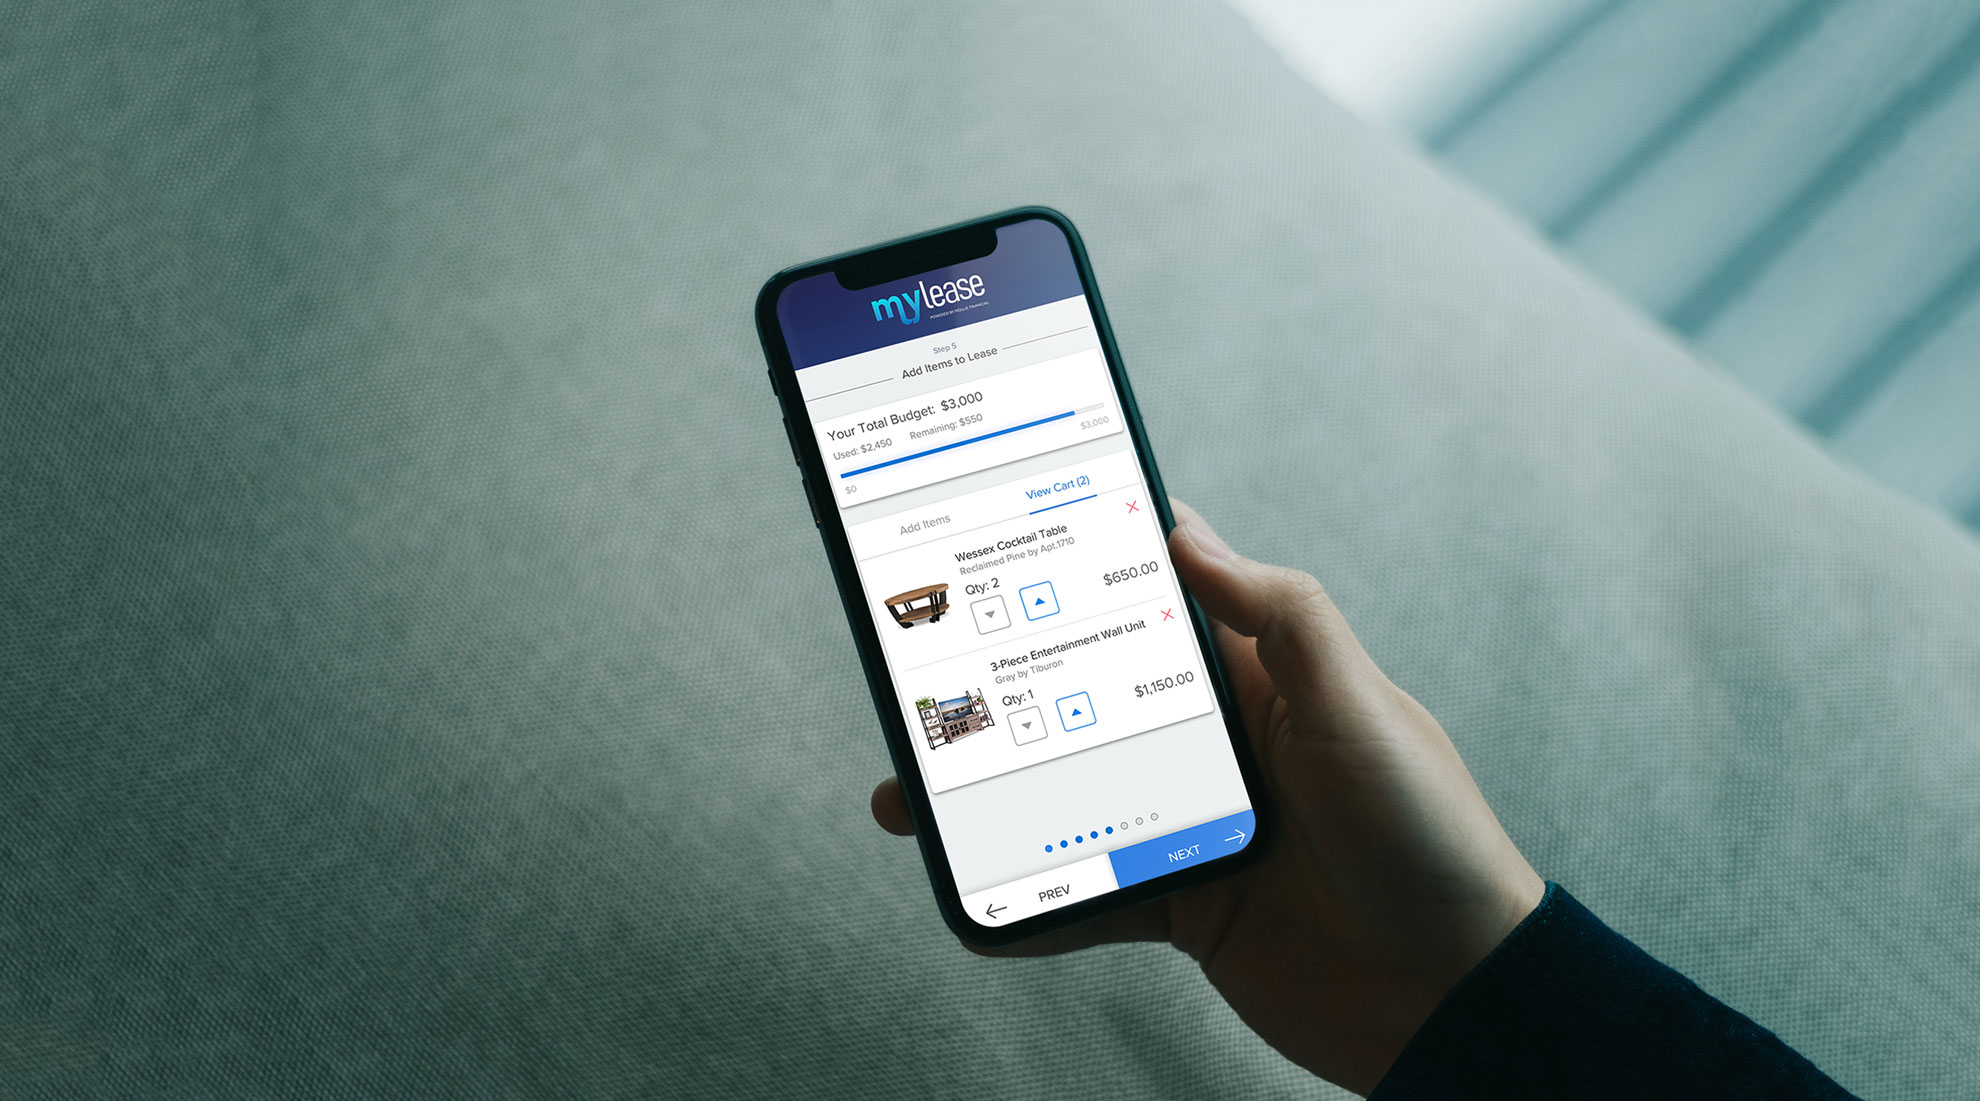 mylease
POWERED BY MOLLIE FINANCIAL
Step 5
Add Items to Lease
Your Total Budget: $3,000
Used: $2,450 Remaining: $550
$0 $3,000
Add Items View Cart (2)
Wessex Cocktail Table
Reclaimed Pine by Apt.1710
Qty: 2 $650.00
3-Piece Entertainment Wall Unit
Gray by Tiburon
Qty: 1 $1,150.00
PREV NEXT